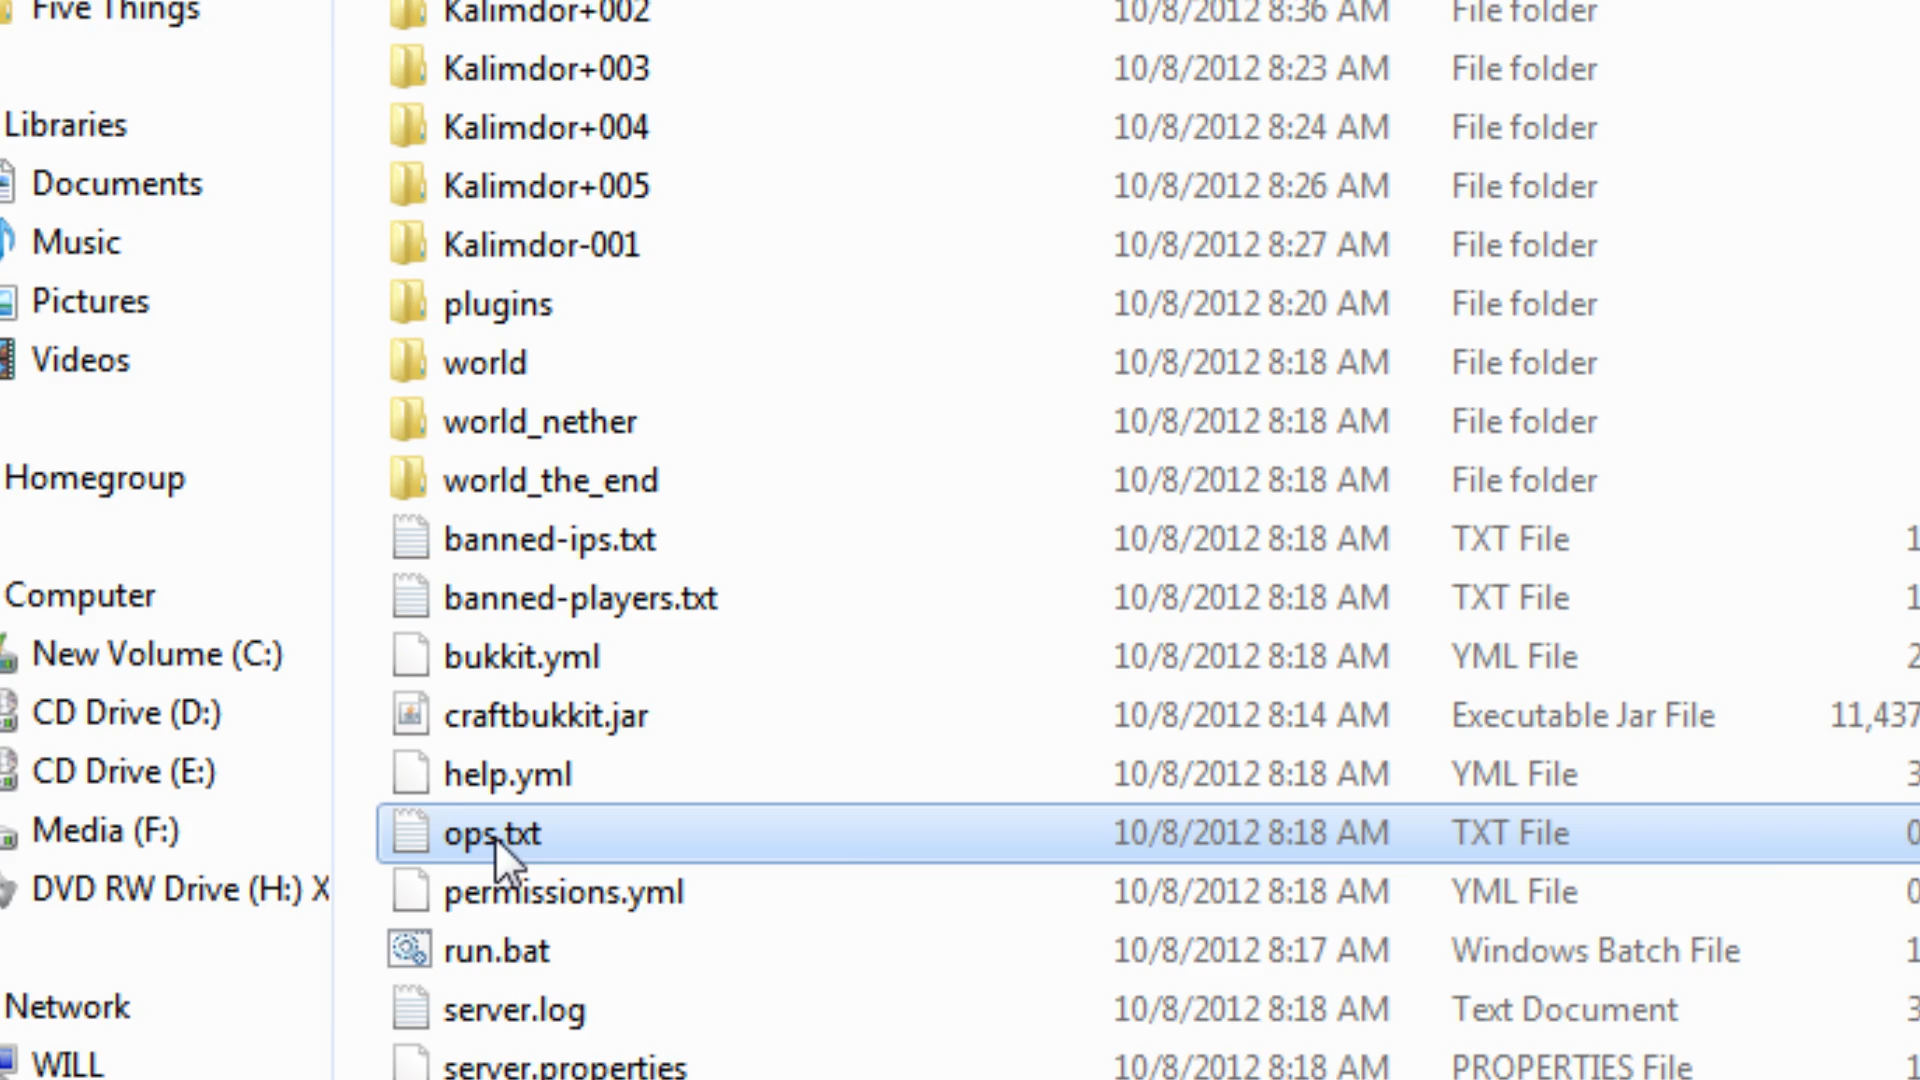 Five Things
Libraries
Documents
Music
Pictures
Videos
Homegroup
Computer
New Volume (C:)
CD Drive (D:)
CD Drive (E:)
Media (F:)
DVD RW Drive (H:) X
Network
WILL
Kalimdor+002 10/8/2012 8:36 AM File folder
Kalimdor+003 10/8/2012 8:23 AM File folder
Kalimdor+004 10/8/2012 8:24 AM File folder
Kalimdor+005 10/8/2012 8:26 AM File folder
Kalimdor-001 10/8/2012 8:27 AM File folder
plugins 10/8/2012 8:20 AM File folder
world 10/8/2012 8:18 AM File folder
world_nether 10/8/2012 8:18 AM File folder
world_the_end 10/8/2012 8:18 AM File folder
banned-ips.txt 10/8/2012 8:18 AM TXT File 1
banned-players.txt 10/8/2012 8:18 AM TXT File 1
bukkit.yml 10/8/2012 8:18 AM YML File 2
craftbukkit.jar 10/8/2012 8:14 AM Executable Jar File 11,437
help.yml 10/8/2012 8:18 AM YML File 3
ops.txt 10/8/2012 8:18 AM TXT File 0
permissions.yml 10/8/2012 8:18 AM YML File 0
run.bat 10/8/2012 8:17 AM Windows Batch File 1
server.log 10/8/2012 8:18 AM Text Document 3
server.properties 10/8/2012 8:18 AM PROPERTIES File 1